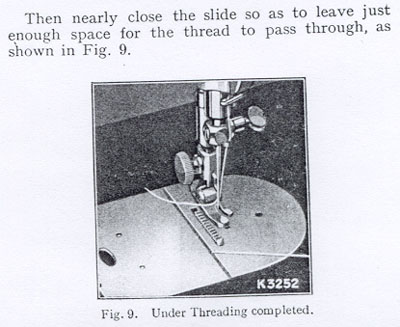 Then nearly close the slide so as to leave just
enough space for the thread to pass through, as
shown in Fig. 9.
K3252
Fig. 9. Under Threading completed.